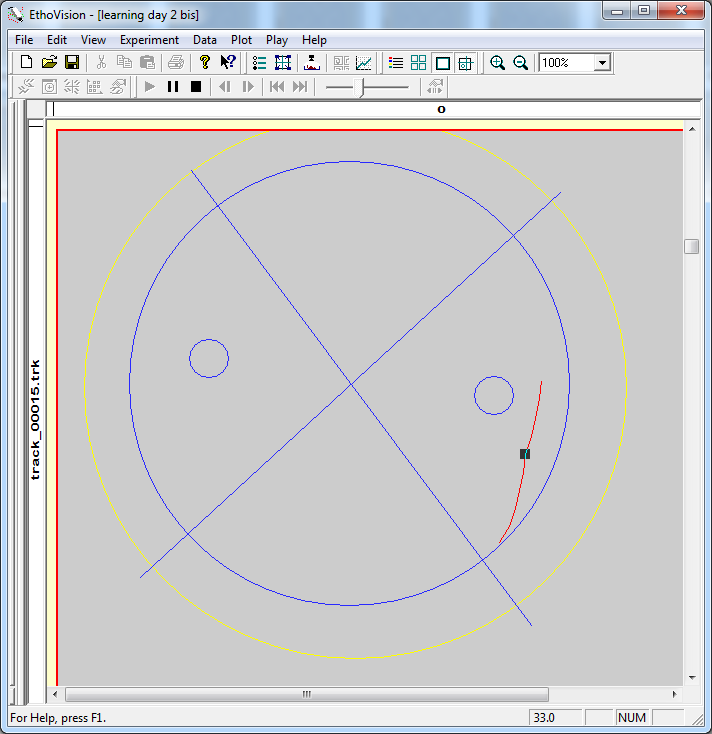 EthoVision - [learning day 2 bis]
File Edit View Experiment Data Plot Play Help
100%
o
track_00015.trk
For Help, press F1.
33.0
NUM